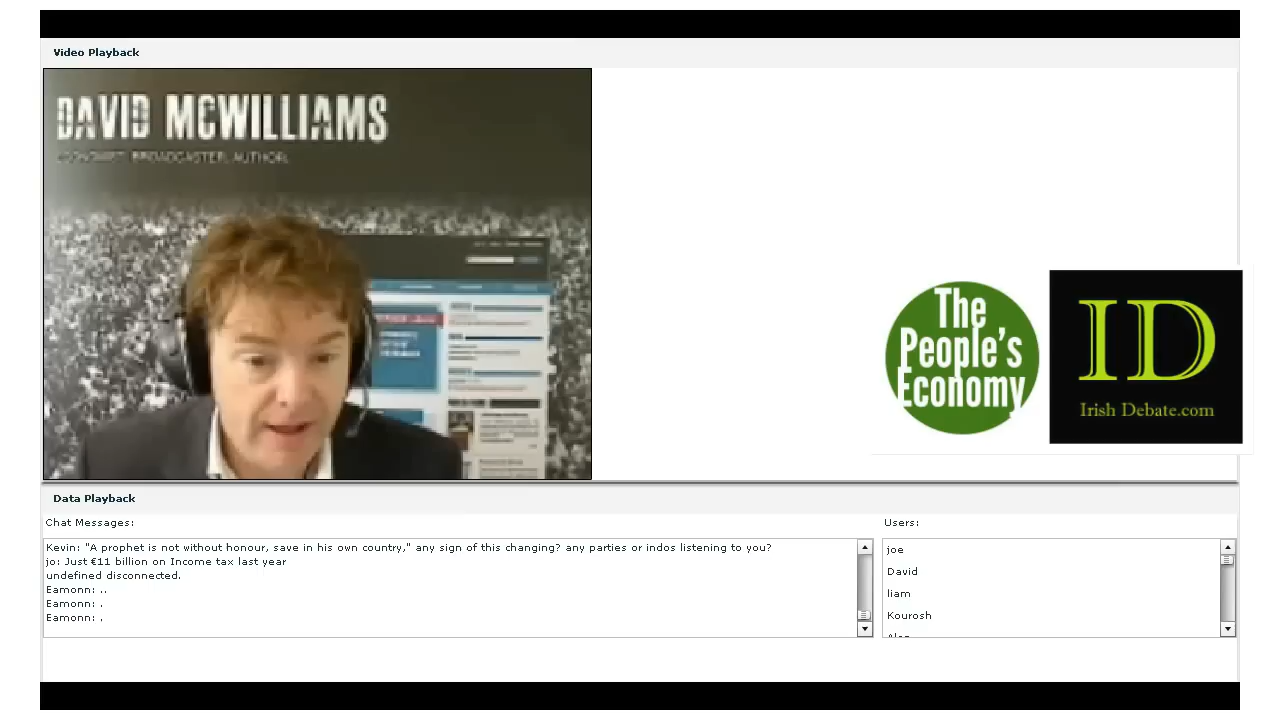 Video Playback
DAVID MCWILLIAMS
ECONOMIST. BROADCASTER. AUTHOR.
The
People's
Economy
ID
Irish Debate.com
Data Playback
Chat Messages:
Users:
Kevin: "A prophet is not without honour, save in his own country," any sign of this changing? any parties or indos listening to you?
jo: Just €11 billion on Income tax last year
undefined disconnected.
Eamonn: ..
Eamonn: .
Eamonn: .
joe
David
liam
Kourosh